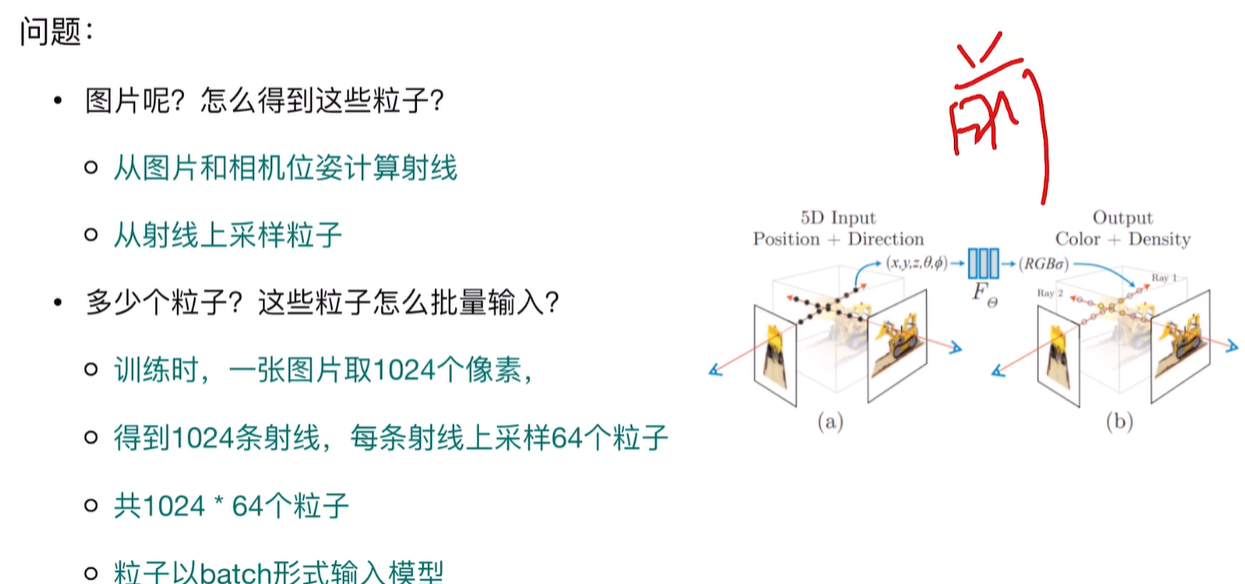 问题：
• 图片呢？怎么得到这些粒子？
○ 从图片和相机位姿计算射线
○ 从射线上采样粒子
• 多少个粒子？这些粒子怎么批量输入？
○ 训练时，一张图片取1024个像素，
○ 得到1024条射线，每条射线上采样64个粒子
○ 共1024 * 64个粒子
○ 粒子以batch形式输入模型
前
5D Input
Position + Direction
Output
Color + Density
(x,y,z,θ,ϕ)
F_Θ
(RGBσ)
Ray 1
Ray 2
(a)
(b)